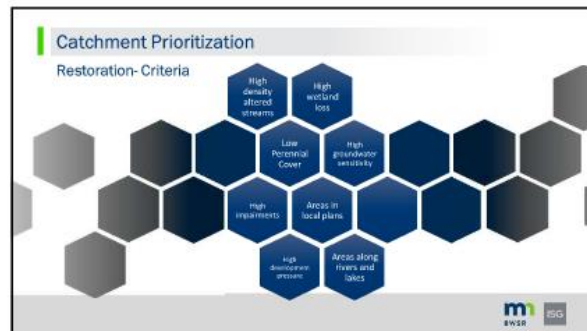 Catchment Prioritization
Restoration- Criteria
High
density
altered
streams
High
wetland
loss
Low
Perennial
Cover
High
groundwater
sensitivity
High
impairments
Areas in
local plans
High
development
pressure
Areas along
rivers and
lakes
mn
BWSR
ISG